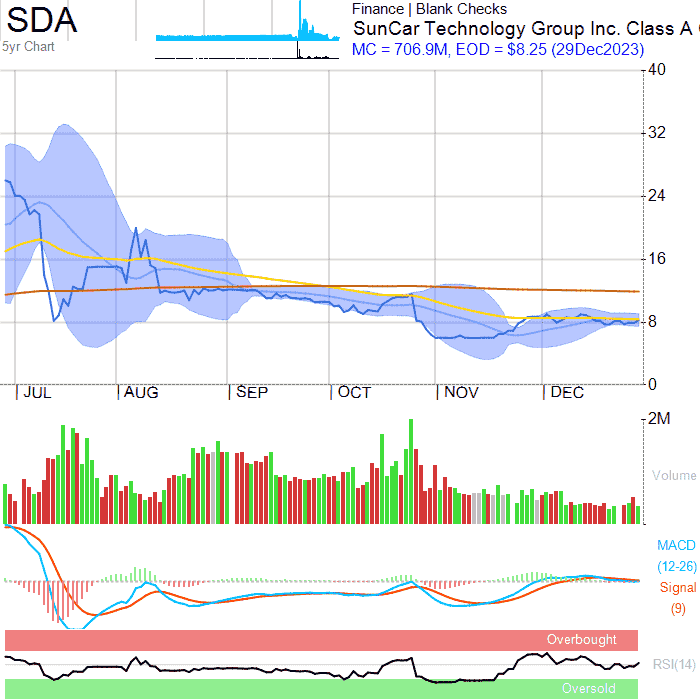 SDA
5yr Chart
Finance | Blank Checks
SunCar Technology Group Inc. Class A
MC = 706.9M, EOD = $8.25 (29Dec2023)
40
32
24
16
8
0
JUL AUG SEP OCT NOV DEC
2M
Volume
MACD
(12-26)
Signal
(9)
Overbought
RSI(14)
Oversold